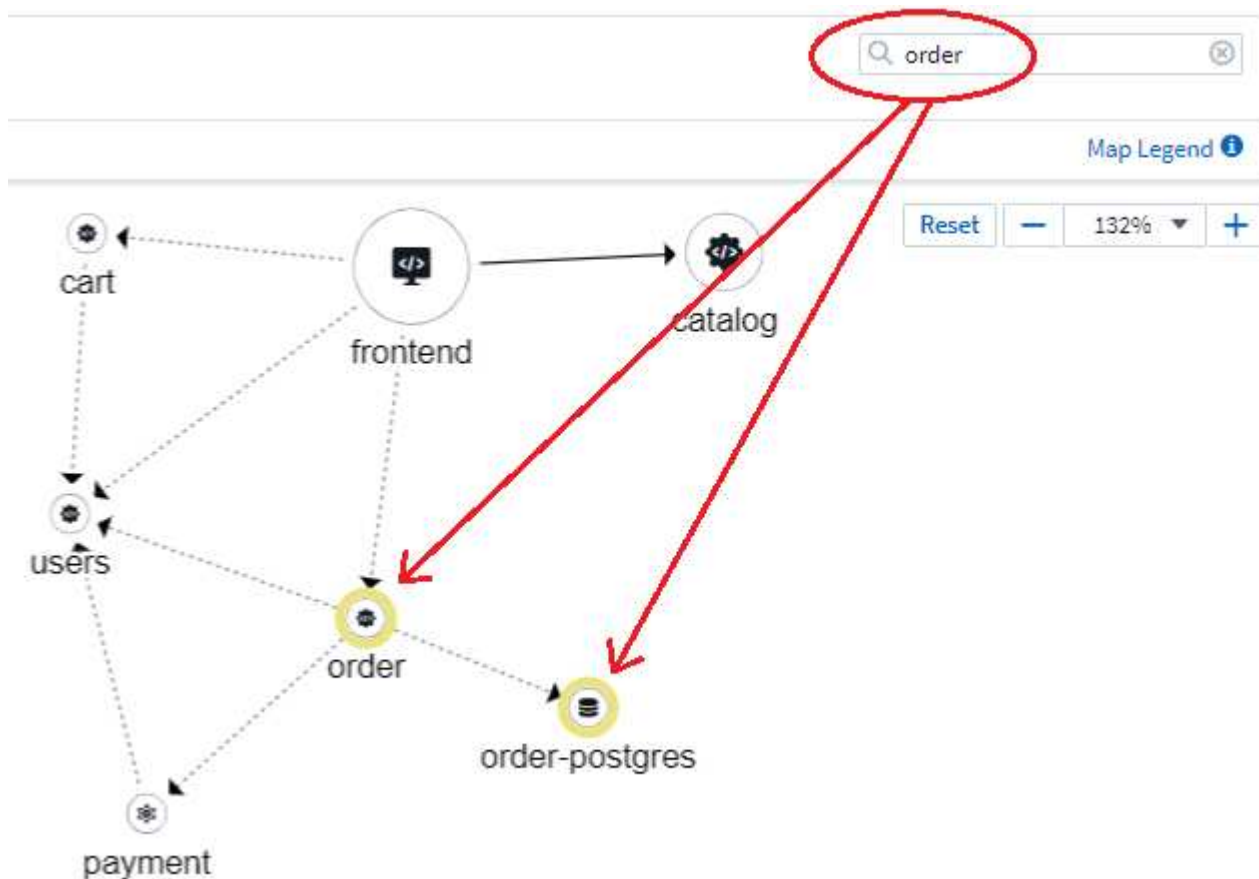 order
Map Legend
Reset
132%
cart
frontend
catalog
users
order
order-postgres
payment